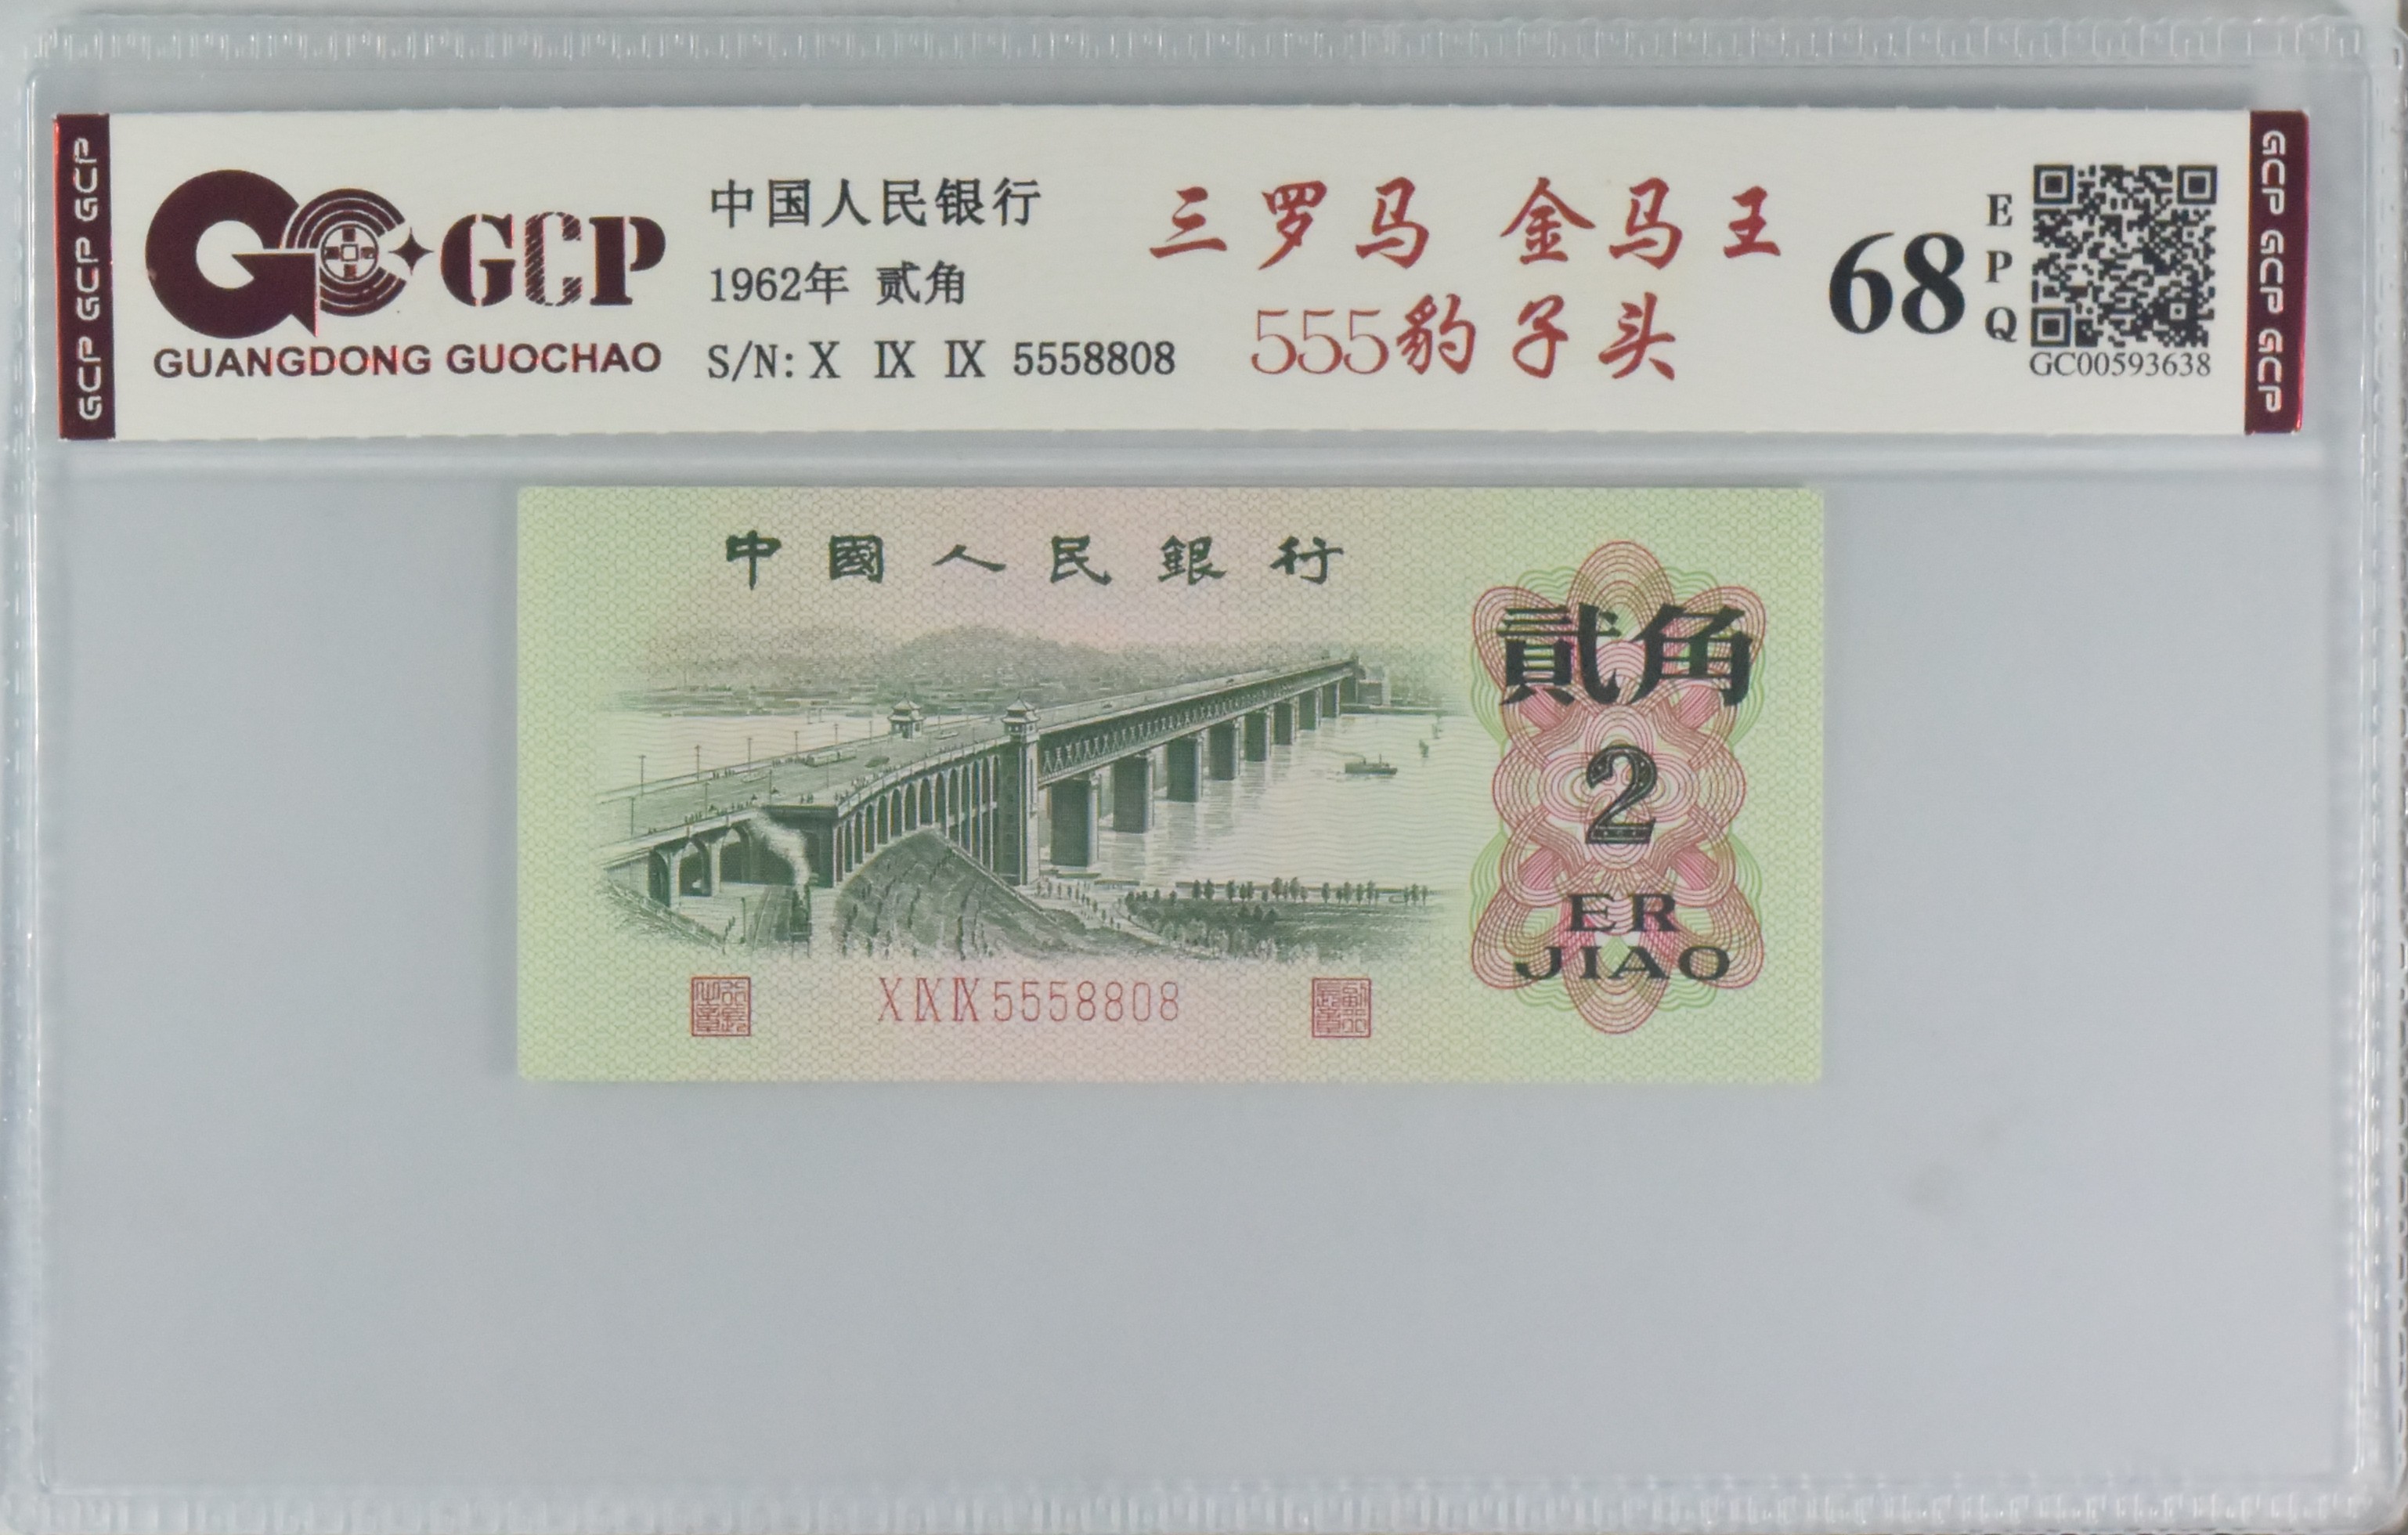 GCP GCP GCP
GCP
GUANGDONG GUOCHAO
中国人民银行
1962年 贰角
S/N: X IX IX 5558808
三罗马 金马王
555豹子头
68
EPQ
GC00593638
GCP GCP GCP
中國人民銀行
貳角
2
ER
JIAO
X IX IX 5558808